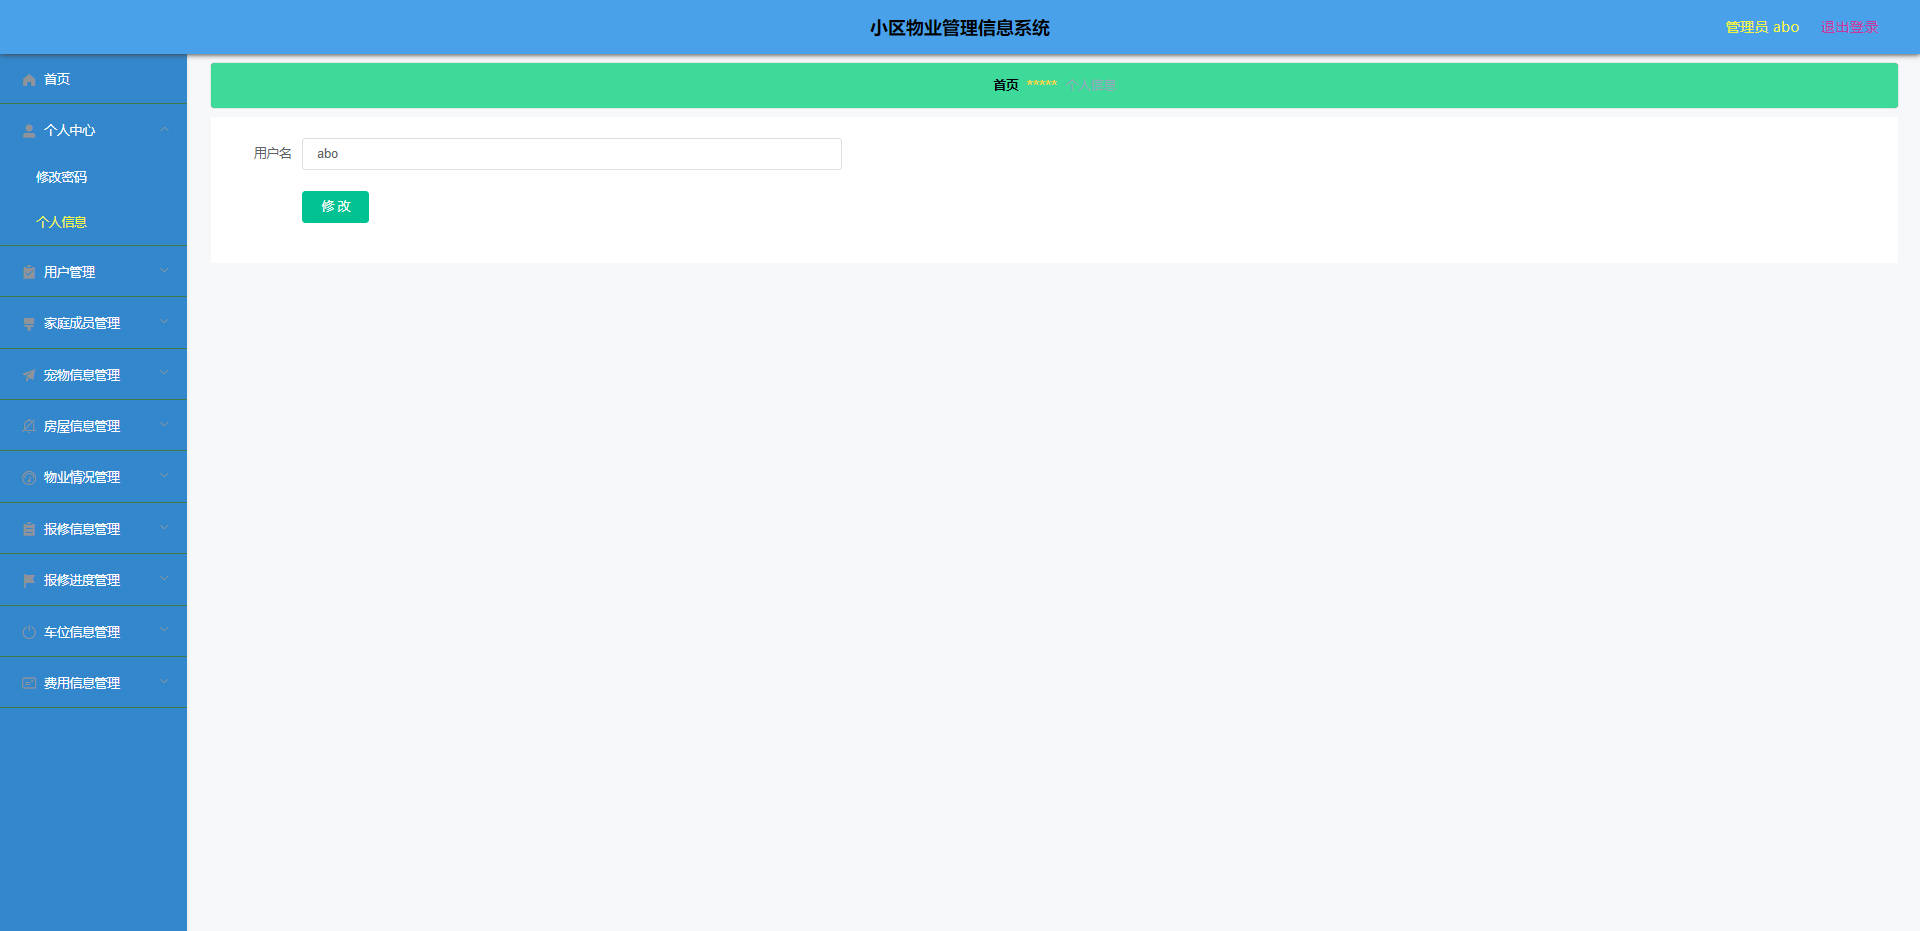 小区物业管理信息系统
管理员 abo 退出登录
首页
个人中心
修改密码
个人信息
用户管理
家庭成员管理
宠物信息管理
房屋信息管理
物业情况管理
报修信息管理
报修进度管理
车位信息管理
费用信息管理
首页 ***** 个人信息
用户名 abo
修 改